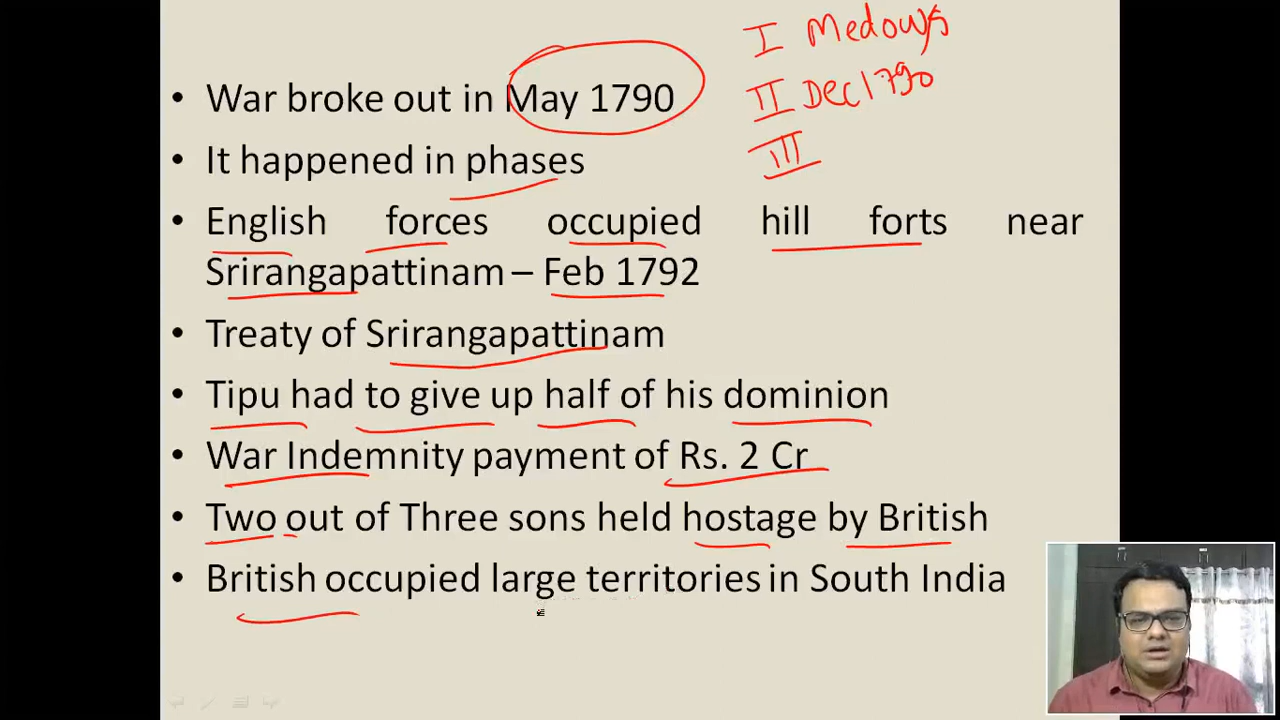 I Medows
II Dec 1790
III
• War broke out in May 1790
• It happened in phases
• English forces occupied hill forts near
Srirangapattinam – Feb 1792
• Treaty of Srirangapattinam
• Tipu had to give up half of his dominion
• War Indemnity payment of Rs. 2 Cr
• Two out of Three sons held hostage by British
• British occupied large territories in South India